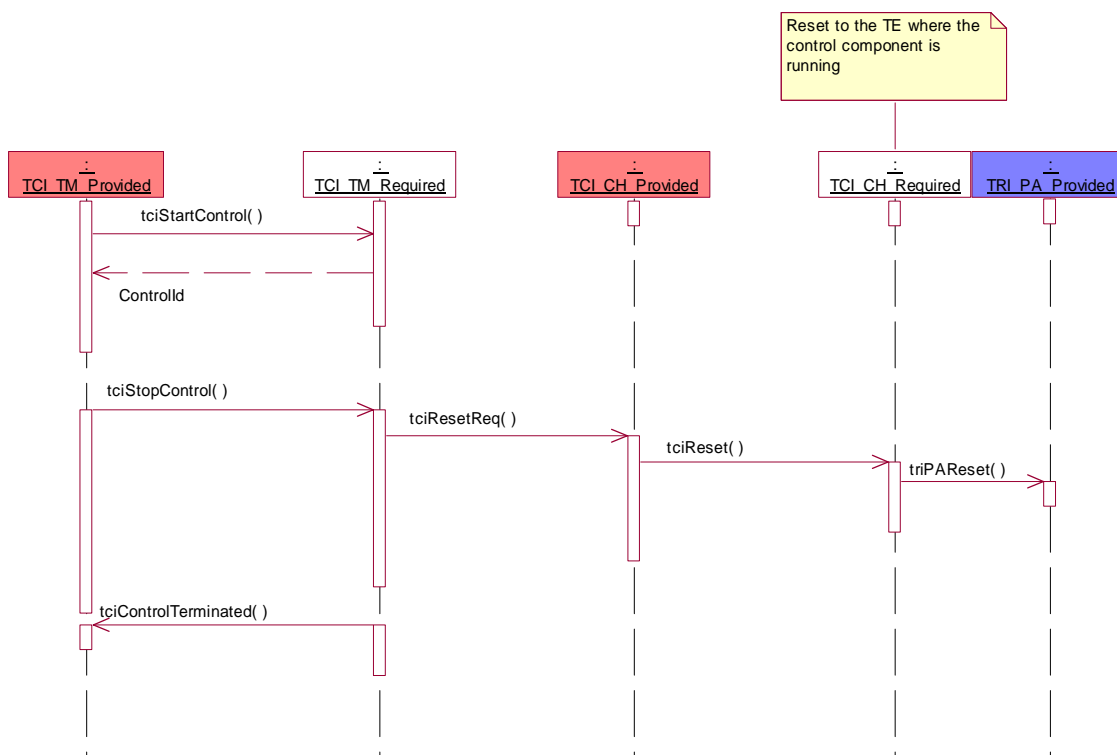 Reset to the TE where the
control component is
running
:
TCI_TM_Provided
:
TCI_TM_Required
:
TCI_CH_Provided
:
TCI_CH_Required
:
TRI_PA_Provided
tciStartControl( )
ControlId
tciStopControl( )
tciResetReq( )
tciReset( )
triPAReset( )
tciControlTerminated( )